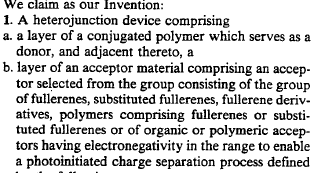 We claim as our Invention:
1. A heterojunction device comprising
a. a layer of a conjugated polymer which serves as a
donor, and adjacent thereto, a
b. layer of an acceptor material comprising an accep-
tor selected from the group consisting of the group
of fullerenes, substituted fullerenes, fullerene deriv-
atives, polymers comprising fullerenes or substi-
tuted fullerenes or of organic or polymeric accep-
tors having electronegativity in the range to enable
a photoinitiated charge separation process defined